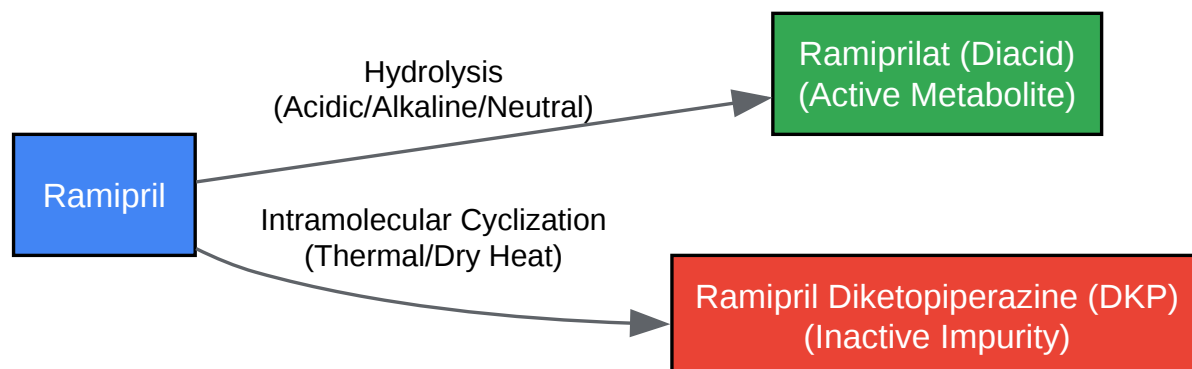 Ramipril
Hydrolysis
(Acidic/Alkaline/Neutral)
Ramiprilat (Diacid)
(Active Metabolite)
Intramolecular Cyclization
(Thermal/Dry Heat)
Ramipril Diketopiperazine (DKP)
(Inactive Impurity)